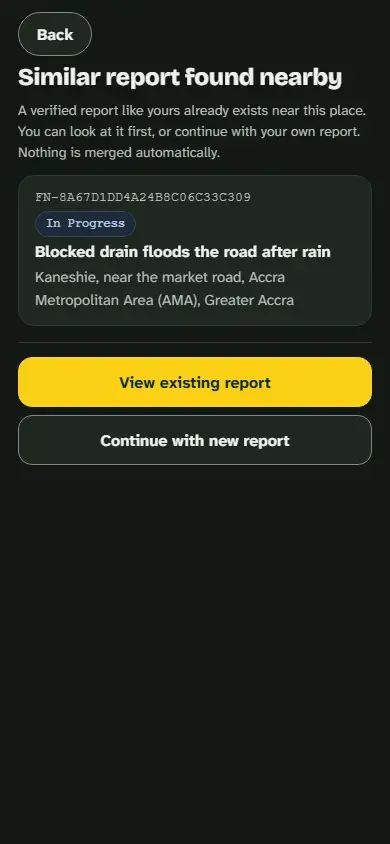 Back
Similar report found nearby
A verified report like yours already exists near this place.
You can look at it first, or continue with your own report.
Nothing is merged automatically.
FN-8A67D1DD4A24B8C06C33C309
In Progress
Blocked drain floods the road after rain
Kaneshie, near the market road, Accra
Metropolitan Area (AMA), Greater Accra
View existing report
Continue with new report